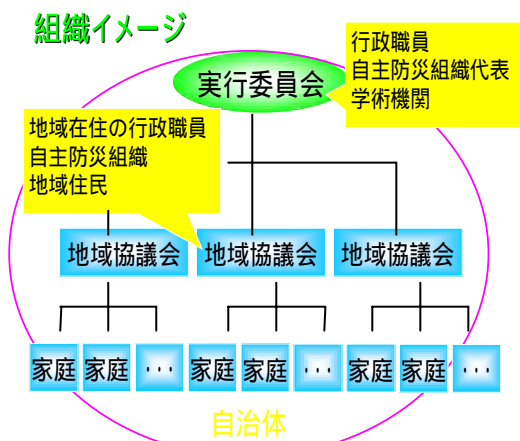 組織イメージ
行政職員
自主防災組織代表
学術機関
実行委員会
地域在住の行政職員
自主防災組織
地域住民
地域協議会 地域協議会 地域協議会
家庭 家庭 ･･･ 家庭 家庭 ･･･ 家庭 家庭 ･･･
自治体